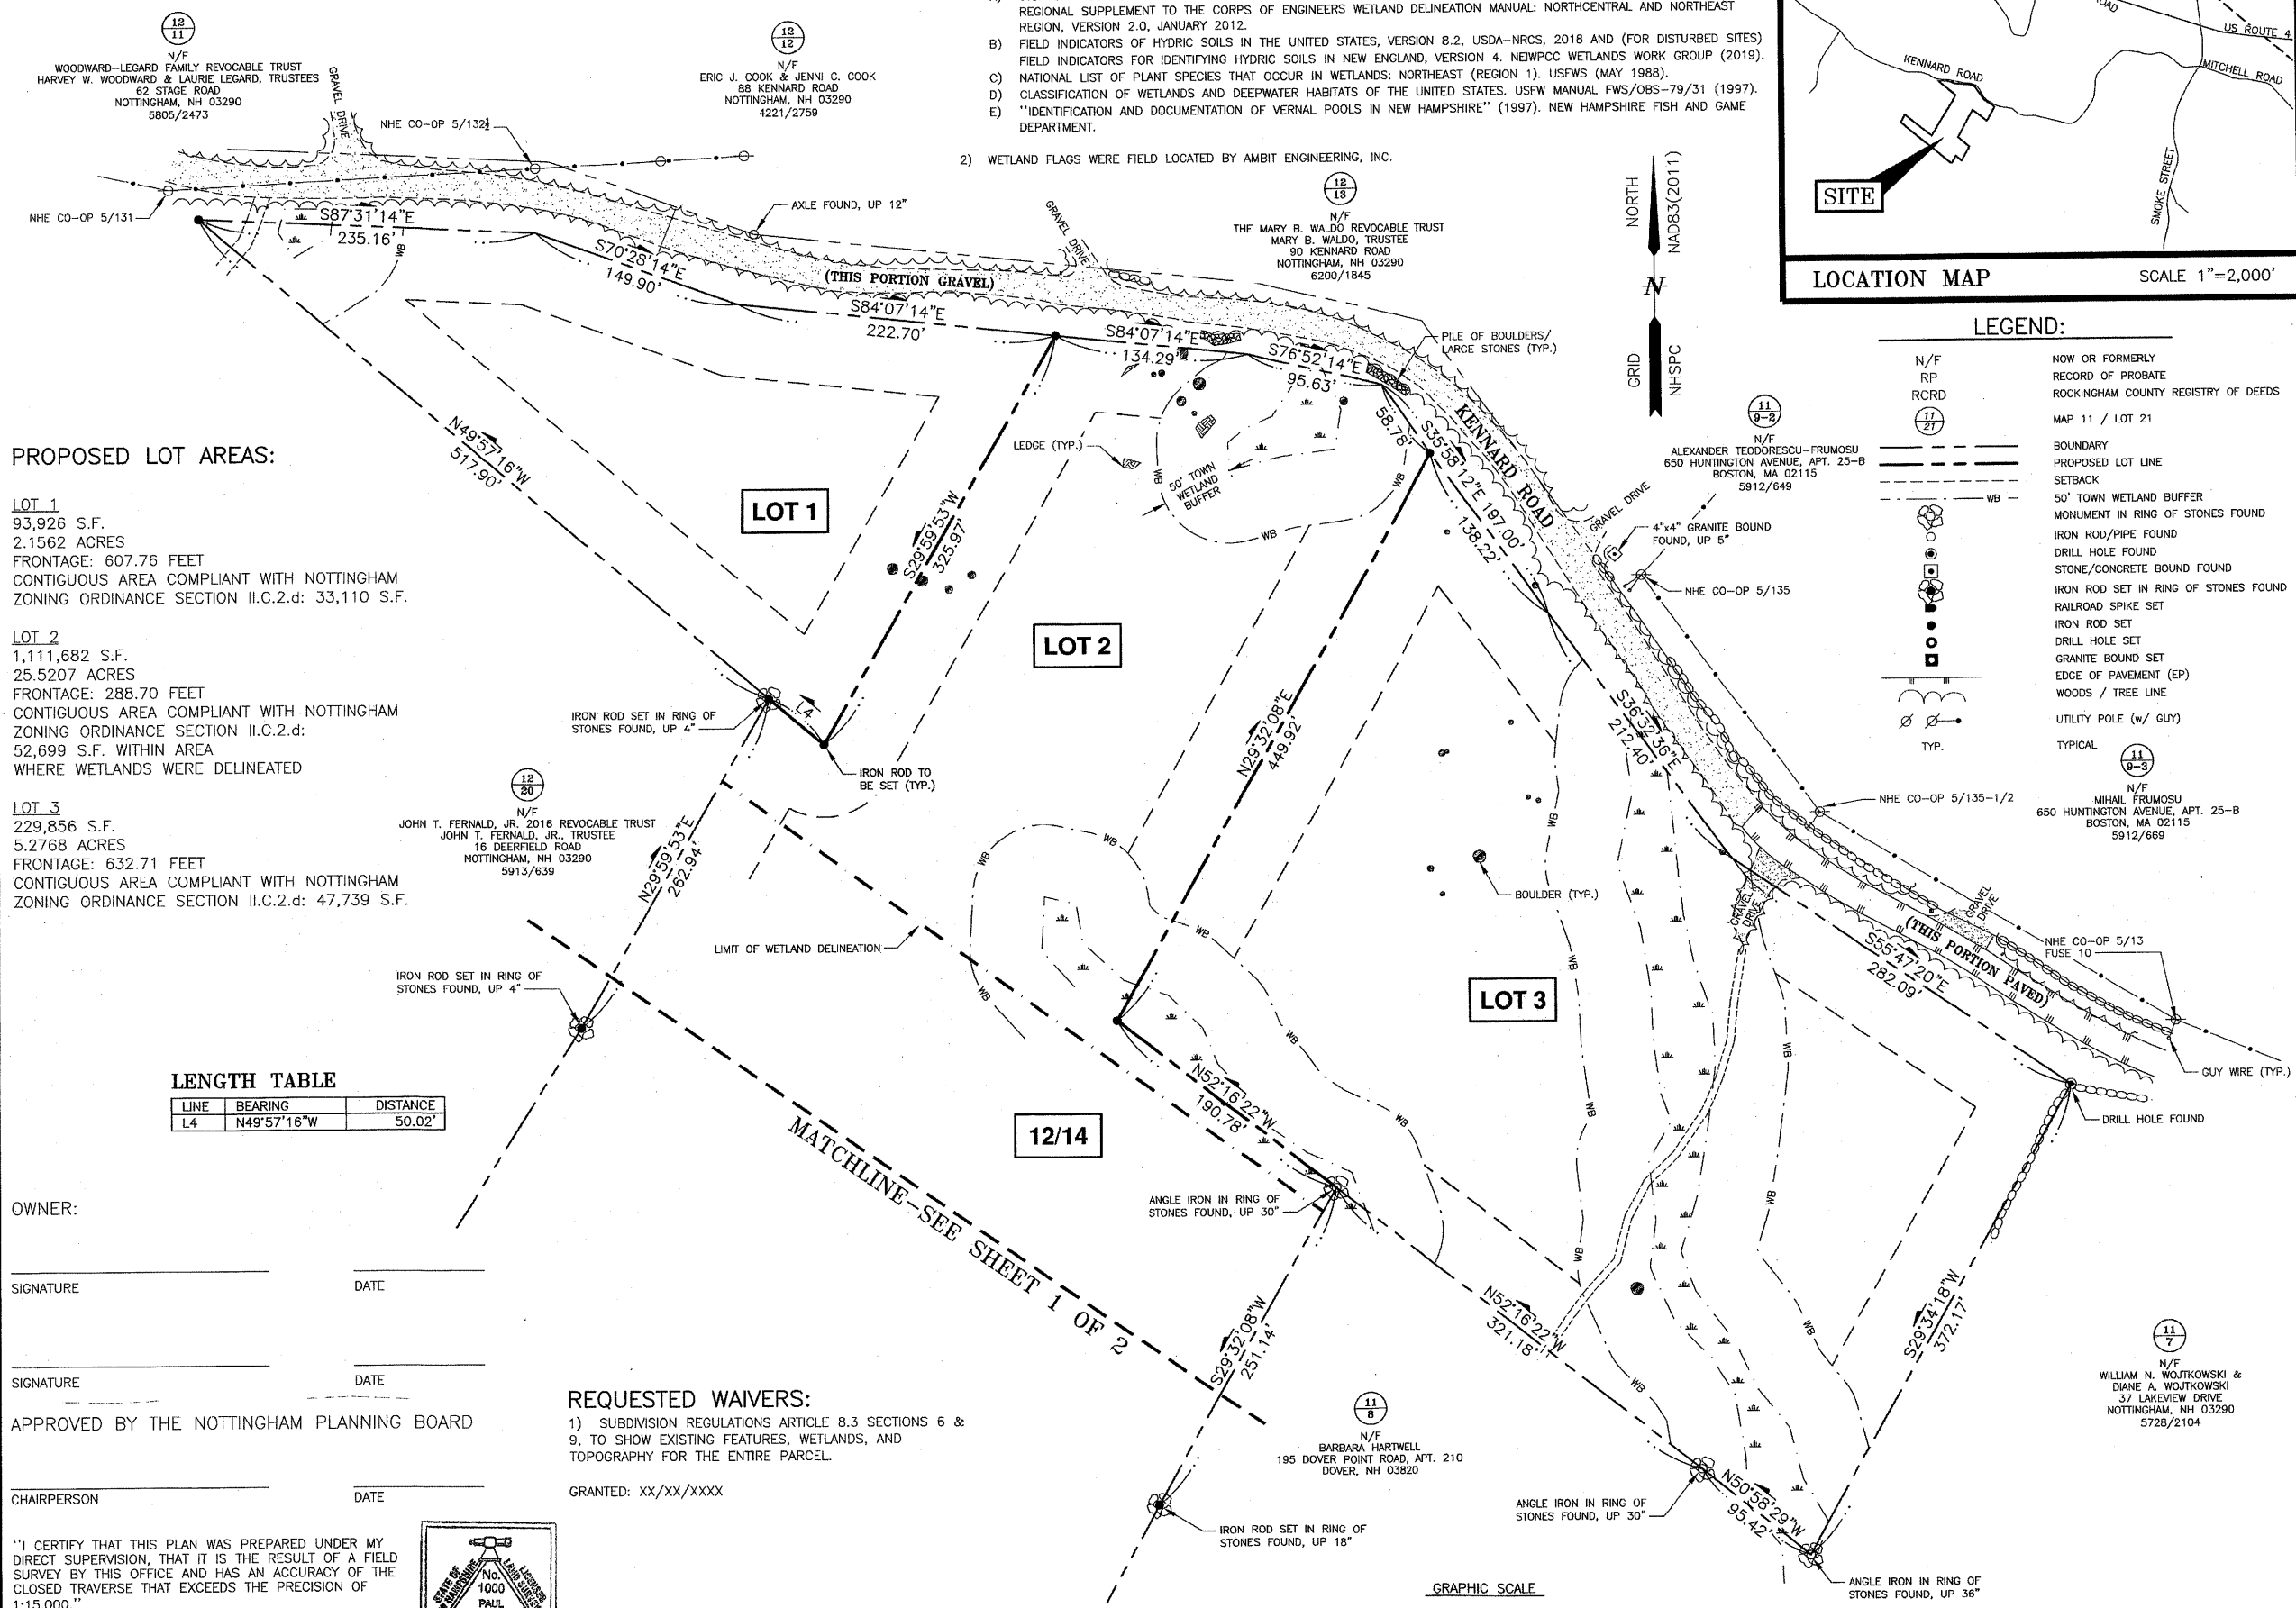 REGIONAL SUPPLEMENT TO THE CORPS OF ENGINEERS WETLAND DELINEATION MANUAL: NORTHCENTRAL AND NORTHEAST
REGION, VERSION 2.0, JANUARY 2012.
B) FIELD INDICATORS OF HYDRIC SOILS IN THE UNITED STATES, VERSION 8.2, USDA-NRCS, 2018 AND (FOR DISTURBED SITES)
FIELD INDICATORS FOR IDENTIFYING HYDRIC SOILS IN NEW ENGLAND, VERSION 4. NEIWPCC WETLANDS WORK GROUP (2019).
C) NATIONAL LIST OF PLANT SPECIES THAT OCCUR IN WETLANDS: NORTHEAST (REGION 1). USFWS (MAY 1988).
D) CLASSIFICATION OF WETLANDS AND DEEPWATER HABITATS OF THE UNITED STATES. USFW MANUAL FWS/OBS-79/31 (1997).
E) "IDENTIFICATION AND DOCUMENTATION OF VERNAL POOLS IN NEW HAMPSHIRE" (1997). NEW HAMPSHIRE FISH AND GAME
DEPARTMENT.
2) WETLAND FLAGS WERE FIELD LOCATED BY AMBIT ENGINEERING, INC.
12
11
N/F
WOODWARD-LEGARD FAMILY REVOCABLE TRUST
HARVEY W. WOODWARD & LAURIE LEGARD, TRUSTEES
62 STAGE ROAD
NOTTINGHAM, NH 03290
5805/2473
GRAVEL DRIVE
12
12
N/F
ERIC J. COOK & JENNI C. COOK
88 KENNARD ROAD
NOTTINGHAM, NH 03290
4221/2759
NHE CO-OP 5/132½
NHE CO-OP 5/131
AXLE FOUND, UP 12"
12
13
N/F
THE MARY B. WALDO REVOCABLE TRUST
MARY B. WALDO, TRUSTEE
90 KENNARD ROAD
NOTTINGHAM, NH 03290
6200/1845
GRAVEL DRIVE
NORTH
NAD83(2011)
N
GRID
NHSPC
ROAD
US ROUTE 4
KENNARD ROAD
MITCHELL ROAD
SMOKE STREET
SITE
LOCATION MAP
SCALE 1"=2,000'
S87°31'14"E
235.16'
WB
S70°28'14"E
149.90'
(THIS PORTION GRAVEL)
S84°07'14"E
222.70'
S84°07'14"E
134.29'
S76°52'14"E
95.63'
PILE OF BOULDERS/
LARGE STONES (TYP.)
58.78'
S35°58'12"E 197.00'
138.22'
KENNARD ROAD
LEGEND:
N/F NOW OR FORMERLY
RP RECORD OF PROBATE
RCRD ROCKINGHAM COUNTY REGISTRY OF DEEDS
11
21
MAP 11 / LOT 21
BOUNDARY
PROPOSED LOT LINE
SETBACK
WB 50' TOWN WETLAND BUFFER
MONUMENT IN RING OF STONES FOUND
IRON ROD/PIPE FOUND
DRILL HOLE FOUND
STONE/CONCRETE BOUND FOUND
IRON ROD SET IN RING OF STONES FOUND
RAILROAD SPIKE SET
IRON ROD SET
DRILL HOLE SET
GRANITE BOUND SET
EDGE OF PAVEMENT (EP)
WOODS / TREE LINE
UTILITY POLE (w/ GUY)
TYP. TYPICAL
11
9-2
N/F
ALEXANDER TEODORESCU-FRUMOSU
650 HUNTINGTON AVENUE, APT. 25-B
BOSTON, MA 02115
5912/649
GRAVEL DRIVE
4"x4" GRANITE BOUND
FOUND, UP 5"
NHE CO-OP 5/135
NHE CO-OP 5/135-1/2
11
9-3
N/F
MIHAIL FRUMOSU
650 HUNTINGTON AVENUE, APT. 25-B
BOSTON, MA 02115
5912/669
PROPOSED LOT AREAS:
LOT 1
93,926 S.F.
2.1562 ACRES
FRONTAGE: 607.76 FEET
CONTIGUOUS AREA COMPLIANT WITH NOTTINGHAM
ZONING ORDINANCE SECTION II.C.2.d: 33,110 S.F.
LOT 2
1,111,682 S.F.
25.5207 ACRES
FRONTAGE: 288.70 FEET
CONTIGUOUS AREA COMPLIANT WITH NOTTINGHAM
ZONING ORDINANCE SECTION II.C.2.d:
52,699 S.F. WITHIN AREA
WHERE WETLANDS WERE DELINEATED
LOT 3
229,856 S.F.
5.2768 ACRES
FRONTAGE: 632.71 FEET
CONTIGUOUS AREA COMPLIANT WITH NOTTINGHAM
ZONING ORDINANCE SECTION II.C.2.d: 47,739 S.F.
N49°57'16"W
517.90'
LOT 1
S29°59'53"W
325.97'
LEDGE (TYP.)
WB
50' TOWN
WETLAND
BUFFER
WB
WB
LOT 2
N29°32'08"E
449.92'
IRON ROD SET IN RING OF
STONES FOUND, UP 4"
L4
IRON ROD TO
BE SET (TYP.)
12
20
N/F
JOHN T. FERNALD, JR. 2016 REVOCABLE TRUST
JOHN T. FERNALD, JR., TRUSTEE
16 DEERFIELD ROAD
NOTTINGHAM, NH 03290
5913/639
N29°59'53"E
262.94'
S36°32'36"E
212.40'
WB
WB
WB
BOULDER (TYP.)
GRAVEL
DRIVE
GRAVEL
DRIVE
(THIS PORTION PAVED)
S55°47'20"E
282.09'
NHE CO-OP 5/13
FUSE 10
GUY WIRE (TYP.)
DRILL HOLE FOUND
LIMIT OF WETLAND DELINEATION
IRON ROD SET IN RING OF
STONES FOUND, UP 4"
WB
WB
WB
LOT 3
WB
WB
WB
WB
LENGTH TABLE
LINE BEARING DISTANCE
L4 N49°57'16"W 50.02'
N52°16'22"W
190.78'
12/14
MATCHLINE-SEE SHEET 1 OF 2
ANGLE IRON IN RING OF
STONES FOUND, UP 30"
WB
WB
WB
WB
N52°16'22"W
321.18'
S29°32'08"W
251.14'
S29°34'18"W
372.17'
OWNER:
SIGNATURE DATE
SIGNATURE DATE
APPROVED BY THE NOTTINGHAM PLANNING BOARD
CHAIRPERSON DATE
REQUESTED WAIVERS:
1) SUBDIVISION REGULATIONS ARTICLE 8.3 SECTIONS 6 &
9, TO SHOW EXISTING FEATURES, WETLANDS, AND
TOPOGRAPHY FOR THE ENTIRE PARCEL.
GRANTED: XX/XX/XXXX
11
8
N/F
BARBARA HARTWELL
195 DOVER POINT ROAD, APT. 210
DOVER, NH 03820
11
7
N/F
WILLIAM N. WOJTKOWSKI &
DIANE A. WOJTKOWSKI
37 LAKEVIEW DRIVE
NOTTINGHAM, NH 03290
5728/2104
ANGLE IRON IN RING OF
STONES FOUND, UP 30"
N50°58'29"W
95.42'
IRON ROD SET IN RING OF
STONES FOUND, UP 18"
ANGLE IRON IN RING OF
STONES FOUND, UP 36"
GRAPHIC SCALE
"I CERTIFY THAT THIS PLAN WAS PREPARED UNDER MY
DIRECT SUPERVISION, THAT IT IS THE RESULT OF A FIELD
SURVEY BY THIS OFFICE AND HAS AN ACCURACY OF THE
CLOSED TRAVERSE THAT EXCEEDS THE PRECISION OF
1:15,000."
STATE OF
NEW HAMPSHIRE
LICENSED
LAND SURVEYOR
No.
1000
PAUL